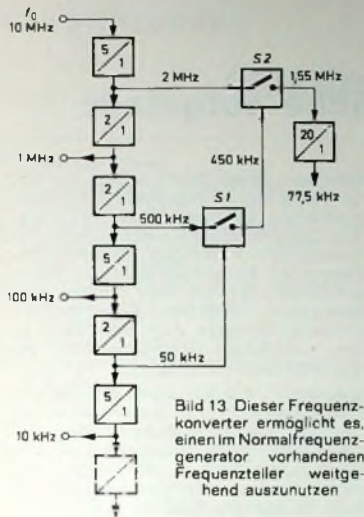 f₀
10 MHz
5
1
2 MHz
S2
1,55 MHz
2
1
20
1
1 MHz
450 kHz
77,5 kHz
2
1
S1
500 kHz
5
1
100 kHz
2
1
50 kHz
5
1
10 kHz
Bild 13. Dieser Frequenz-
konverter ermöglicht es,
einen im Normalfrequenz-
generator vorhandenen
Frequenzteiler weitge-
hend auszunutzen